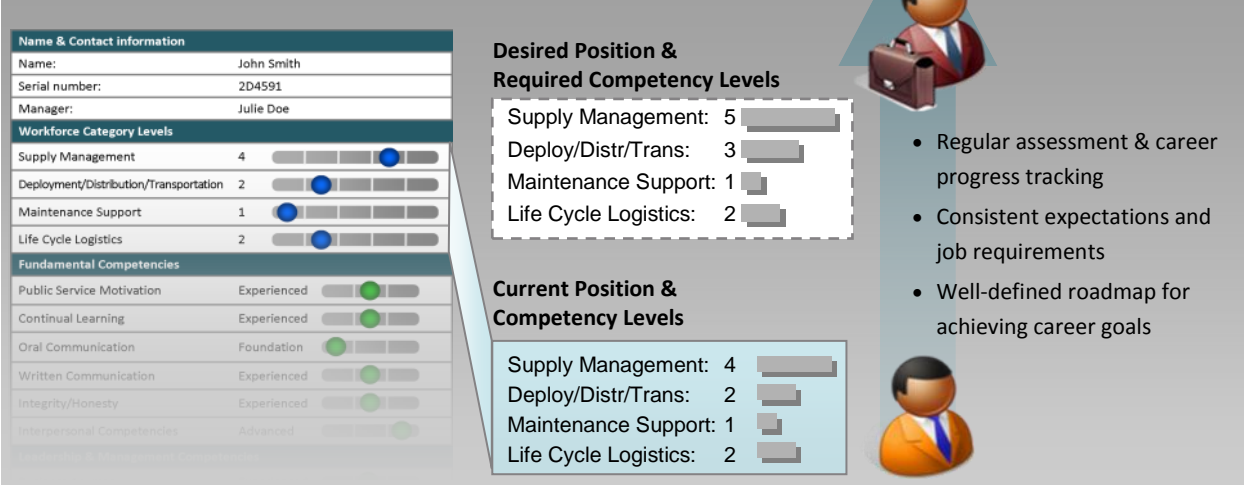 Name & Contact information
Name: John Smith
Serial number: 2D4591
Manager: Julie Doe
Workforce Category Levels
Supply Management 4
Deployment/Distribution/Transportation 2
Maintenance Support 1
Life Cycle Logistics 2
Fundamental Competencies
Public Service Motivation Experienced
Continual Learning Experienced
Oral Communication Foundation
Written Communication Experienced
Integrity/Honesty Experienced
Interpersonal Competencies Advanced
Desired Position &
Required Competency Levels
Supply Management: 5
Deploy/Distr/Trans: 3
Maintenance Support: 1
Life Cycle Logistics: 2
Current Position &
Competency Levels
Supply Management: 4
Deploy/Distr/Trans: 2
Maintenance Support: 1
Life Cycle Logistics: 2
• Regular assessment & career
progress tracking
• Consistent expectations and
job requirements
• Well-defined roadmap for
achieving career goals